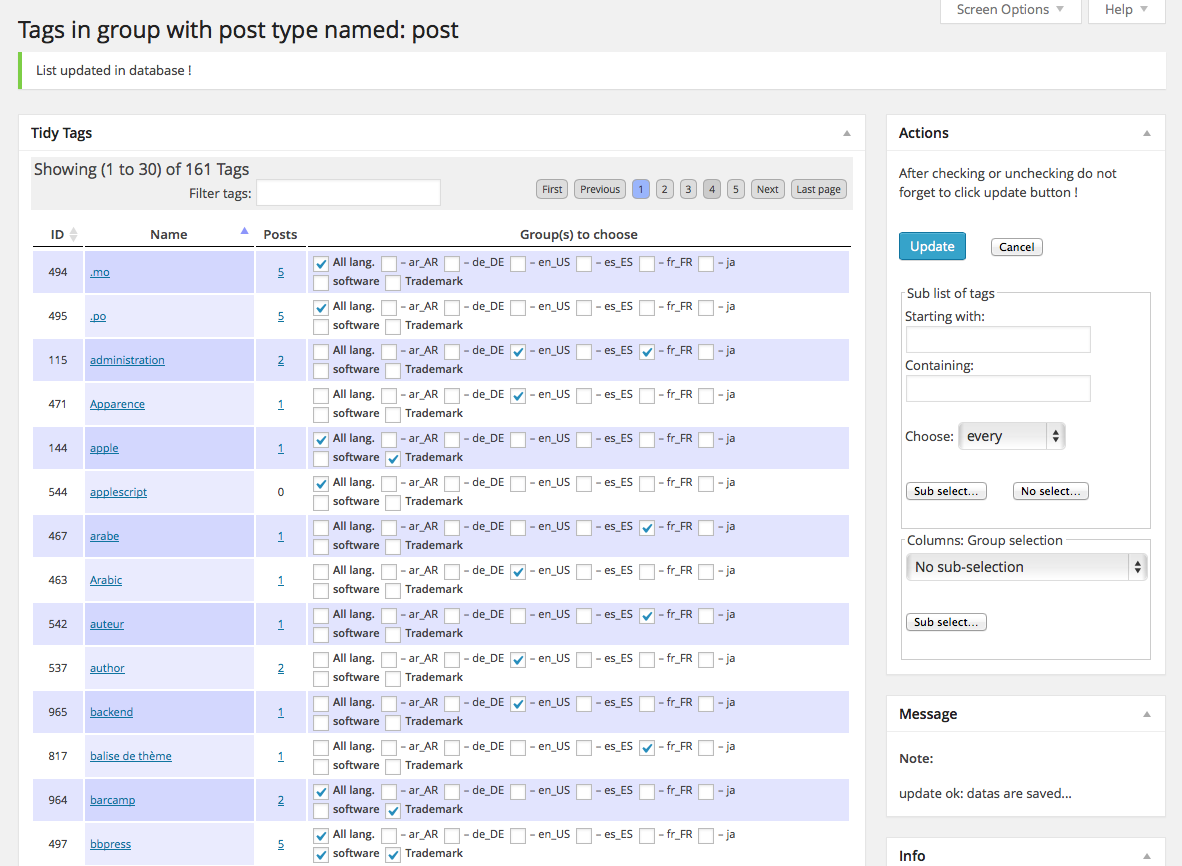 Screen Options
Help
Tags in group with post type named: post
List updated in database !
Tidy Tags
Showing (1 to 30) of 161 Tags
Filter tags:
First Previous 1 2 3 4 5 Next Last page
ID Name Posts Group(s) to choose
494 .mo 5 All lang. – ar_AR – de_DE – en_US – es_ES – fr_FR – ja
software Trademark
495 .po 5 All lang. – ar_AR – de_DE – en_US – es_ES – fr_FR – ja
software Trademark
115 administration 2 All lang. – ar_AR – de_DE – en_US – es_ES – fr_FR – ja
software Trademark
471 Apparence 1 All lang. – ar_AR – de_DE – en_US – es_ES – fr_FR – ja
software Trademark
144 apple 1 All lang. – ar_AR – de_DE – en_US – es_ES – fr_FR – ja
software Trademark
544 applescript 0 All lang. – ar_AR – de_DE – en_US – es_ES – fr_FR – ja
software Trademark
467 arabe 1 All lang. – ar_AR – de_DE – en_US – es_ES – fr_FR – ja
software Trademark
463 Arabic 1 All lang. – ar_AR – de_DE – en_US – es_ES – fr_FR – ja
software Trademark
542 auteur 1 All lang. – ar_AR – de_DE – en_US – es_ES – fr_FR – ja
software Trademark
537 author 2 All lang. – ar_AR – de_DE – en_US – es_ES – fr_FR – ja
software Trademark
965 backend 1 All lang. – ar_AR – de_DE – en_US – es_ES – fr_FR – ja
software Trademark
817 balise de thème 1 All lang. – ar_AR – de_DE – en_US – es_ES – fr_FR – ja
software Trademark
964 barcamp 2 All lang. – ar_AR – de_DE – en_US – es_ES – fr_FR – ja
software Trademark
497 bbpress 5 All lang. – ar_AR – de_DE – en_US – es_ES – fr_FR – ja
software Trademark
Actions
After checking or unchecking do not
forget to click update button !
Update Cancel
Sub list of tags
Starting with:
Containing:
Choose: every
Sub select... No select...
Columns: Group selection
No sub-selection
Sub select...
Message
Note:
update ok: datas are saved...
Info